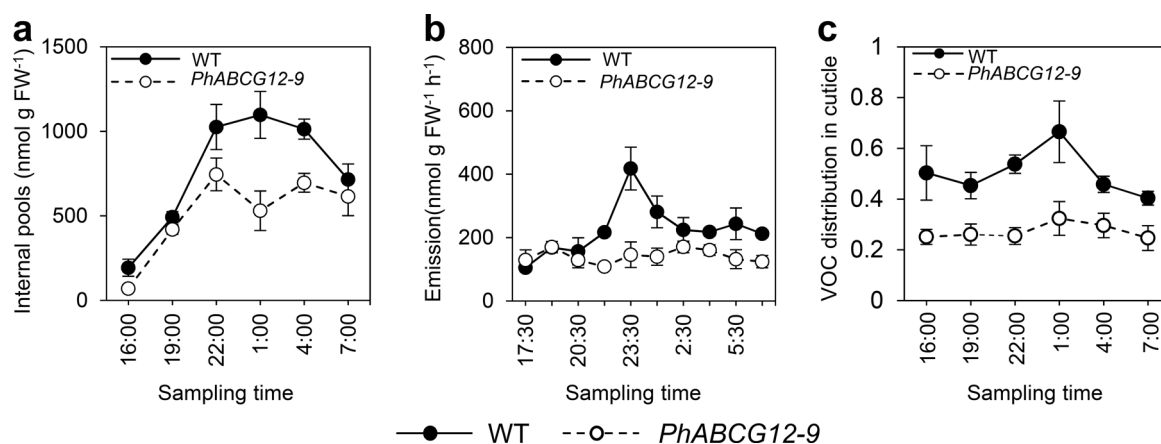 a
Internal pools (nmol g FW⁻¹)
1500
1000
500
0
WT
PhABCG12-9
16:00
19:00
22:00
1:00
4:00
7:00
Sampling time
b
Emission(nmol g FW⁻¹ h⁻¹)
800
600
400
200
0
WT
PhABCG12-9
17:30
20:30
23:30
2:30
5:30
Sampling time
c
VOC distribution in cuticle
1
0.8
0.6
0.4
0.2
0
WT
PhABCG12-9
16:00
19:00
22:00
1:00
4:00
7:00
Sampling time
WT PhABCG12-9